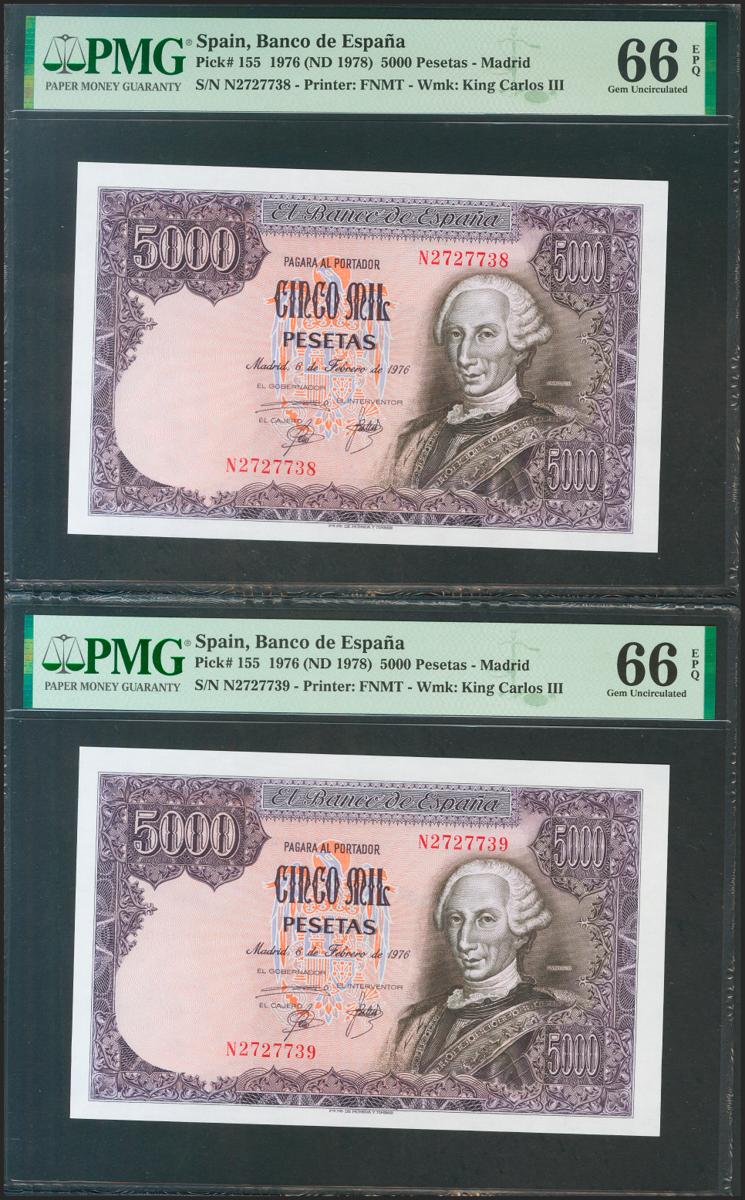 PMG®
PAPER MONEY GUARANTY
Spain, Banco de España
Pick# 155 1976 (ND 1978) 5000 Pesetas - Madrid
S/N N2727738 - Printer: FNMT - Wmk: King Carlos III
66 EPQ
Gem Uncirculated
El Banco de España
5000
PAGARA AL PORTADOR
N2727738
5000
CINCO MIL
PESETAS
Madrid, 6 de Febrero de 1976
EL GOBERNADOR
EL INTERVENTOR
EL CAJERO
N2727738
5000
PMG®
PAPER MONEY GUARANTY
Spain, Banco de España
Pick# 155 1976 (ND 1978) 5000 Pesetas - Madrid
S/N N2727739 - Printer: FNMT - Wmk: King Carlos III
66 EPQ
Gem Uncirculated
El Banco de España
5000
PAGARA AL PORTADOR
N2727739
5000
CINCO MIL
PESETAS
Madrid, 6 de Febrero de 1976
EL GOBERNADOR
EL INTERVENTOR
EL CAJERO
N2727739
5000